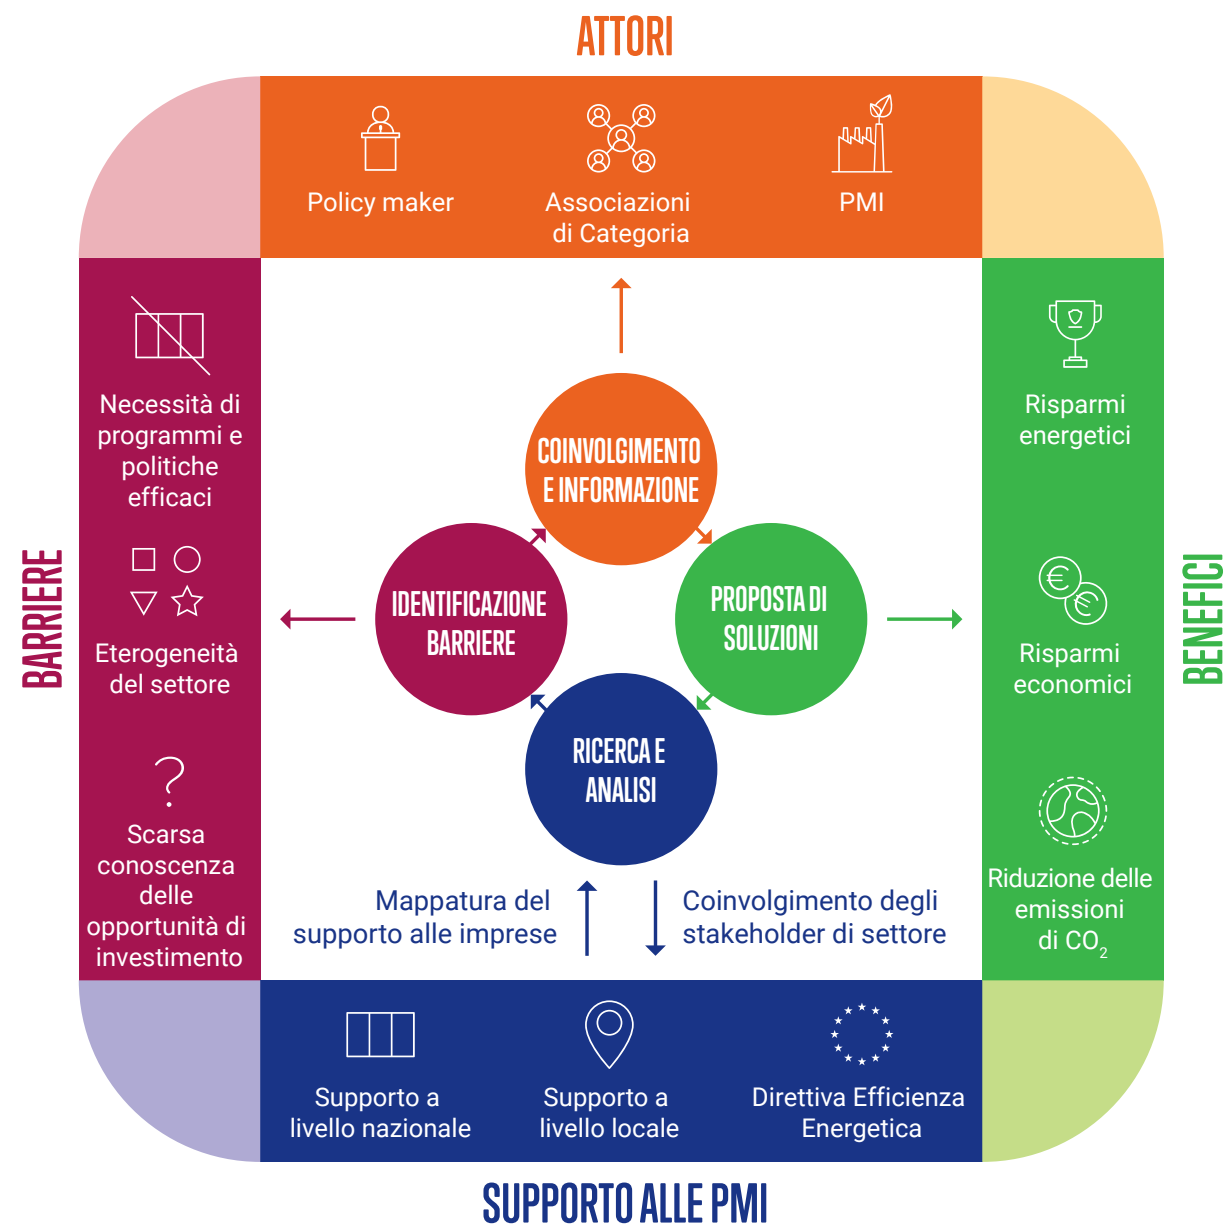 ATTORI
Policy maker
Associazioni
di Categoria
PMI
BARRIERE
Necessità di
programmi e
politiche
efficaci
Eterogeneità
del settore
Scarsa
conoscenza
delle
opportunità di
investimento
COINVOLGIMENTO
E INFORMAZIONE
IDENTIFICAZIONE
BARRIERE
PROPOSTA DI
SOLUZIONI
RICERCA E
ANALISI
Mappatura del
supporto alle imprese
Coinvolgimento degli
stakeholder di settore
BENEFICI
Risparmi
energetici
Risparmi
economici
Riduzione delle
emissioni
di CO₂
Supporto a
livello nazionale
Supporto a
livello locale
Direttiva Efficienza
Energetica
SUPPORTO ALLE PMI